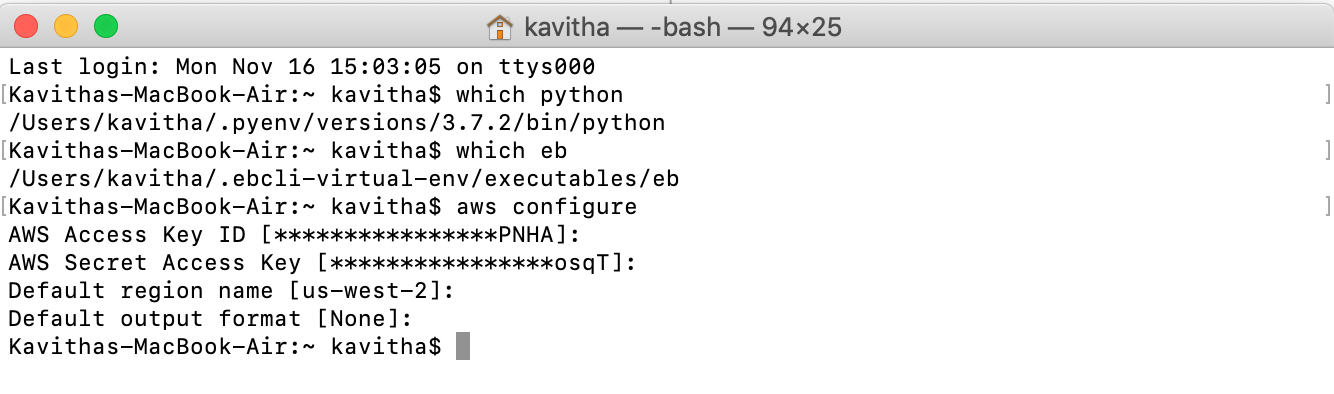 kavitha — -bash — 94×25
Last login: Mon Nov 16 15:03:05 on ttys000
[Kavithas-MacBook-Air:~ kavitha$ which python ]
/Users/kavitha/.pyenv/versions/3.7.2/bin/python
[Kavithas-MacBook-Air:~ kavitha$ which eb ]
/Users/kavitha/.ebcli-virtual-env/executables/eb
[Kavithas-MacBook-Air:~ kavitha$ aws configure ]
AWS Access Key ID [****************PNHA]:
AWS Secret Access Key [****************osqT]:
Default region name [us-west-2]:
Default output format [None]:
Kavithas-MacBook-Air:~ kavitha$